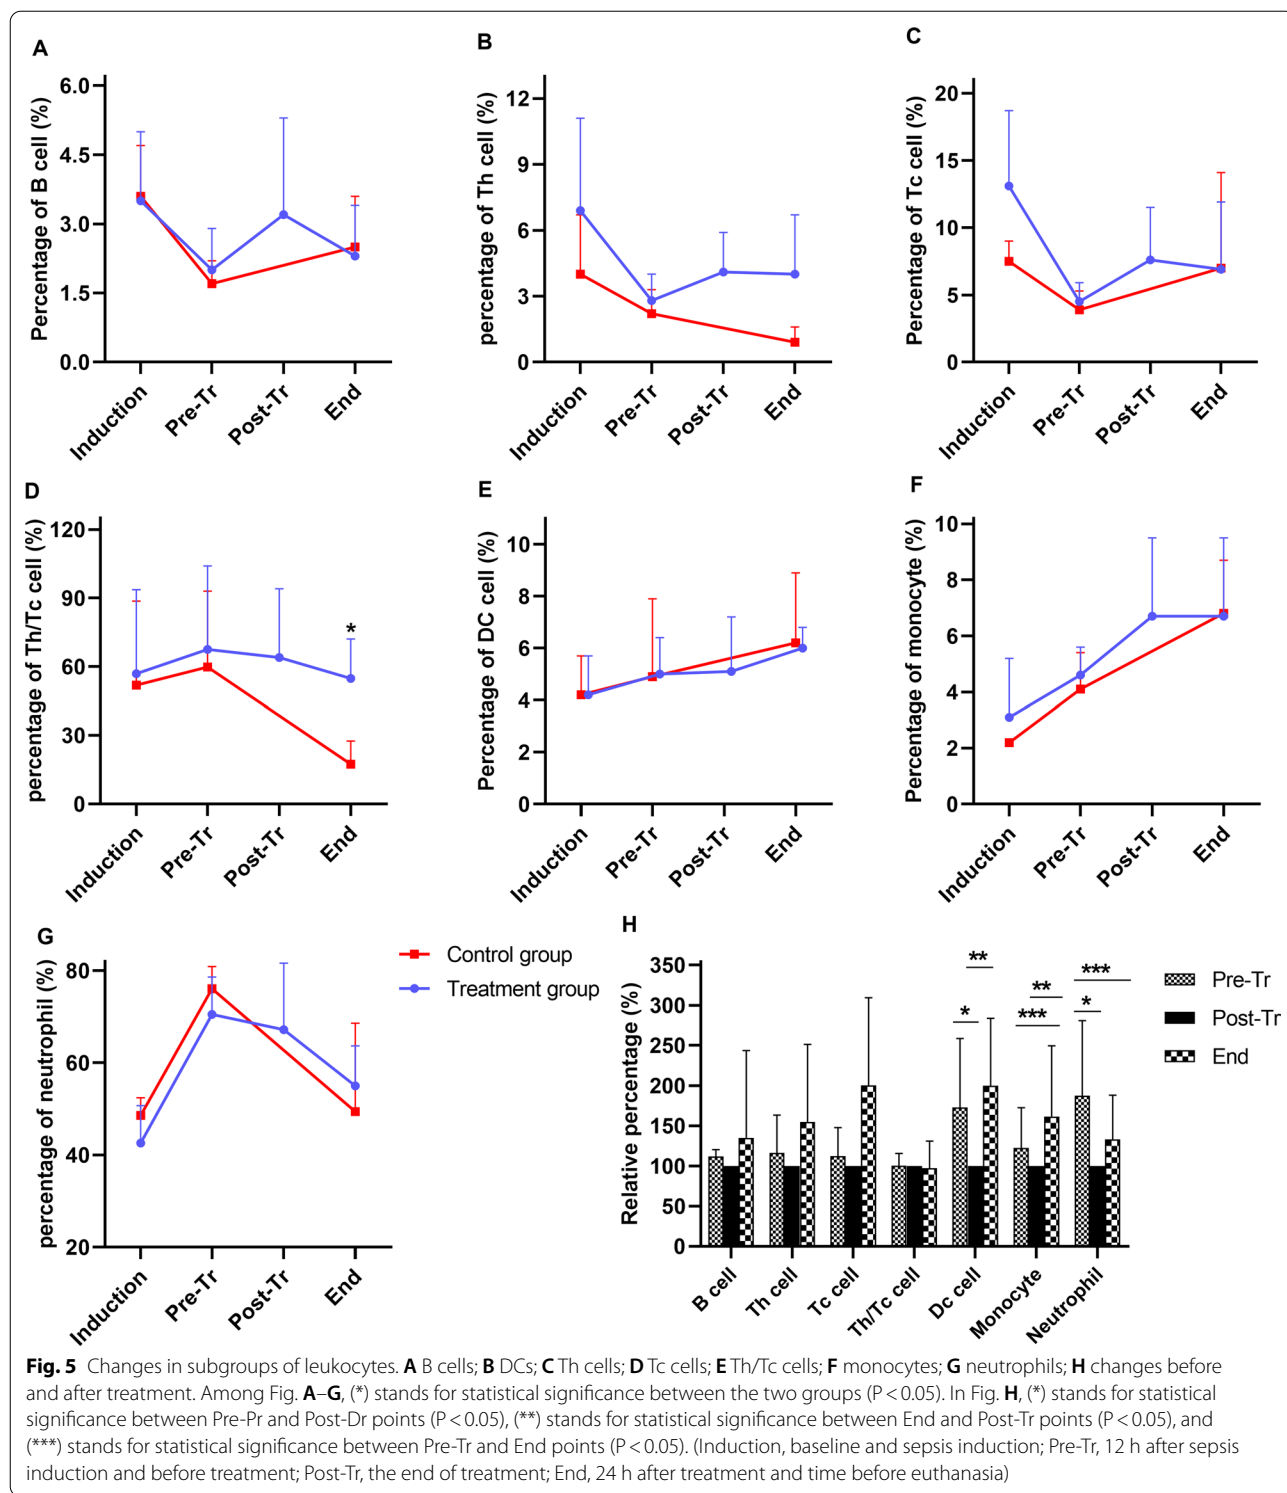 A
Percentage of B cell (%)
6.0
4.5
3.0
1.5
0.0
Induction
Pre-Tr
Post-Tr
End
B
percentage of Th cell (%)
12
9
6
3
0
Induction
Pre-Tr
Post-Tr
End
C
Percentage of Tc cell (%)
20
15
10
5
0
Induction
Pre-Tr
Post-Tr
End
D
percentage of Th/Tc cell (%)
120
90
60
30
0
*
Induction
Pre-Tr
Post-Tr
End
E
Percentage of DC cell (%)
10
8
6
4
2
0
Induction
Pre-Tr
Post-Tr
End
F
Percentage of monocyte (%)
10
8
6
4
2
0
Induction
Pre-Tr
Post-Tr
End
G
percentage of neutrophil (%)
80
60
40
20
Induction
Pre-Tr
Post-Tr
End
Control group
Treatment group
H
Relative percentage (%)
350
300
250
200
150
100
50
0
**
*
**
***
***
*
B cell
Th cell
Tc cell
Th/Tc cell
Dc cell
Monocyte
Neutrophil
Pre-Tr
Post-Tr
End
Fig. 5 Changes in subgroups of leukocytes. A B cells; B DCs; C Th cells; D Tc cells; E Th/Tc cells; F monocytes; G neutrophils; H changes before
and after treatment. Among Fig. A–G, (*) stands for statistical significance between the two groups (P < 0.05). In Fig. H, (*) stands for statistical
significance between Pre-Pr and Post-Dr points (P < 0.05), (**) stands for statistical significance between End and Post-Tr points (P < 0.05), and
(***) stands for statistical significance between Pre-Tr and End points (P < 0.05). (Induction, baseline and sepsis induction; Pre-Tr, 12 h after sepsis
induction and before treatment; Post-Tr, the end of treatment; End, 24 h after treatment and time before euthanasia)